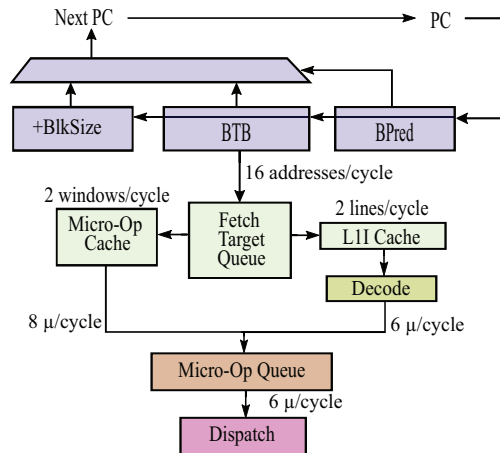 Next PC
PC
+BlkSize
BTB
BPred
16 addresses/cycle
2 windows/cycle
Micro-Op
Cache
Fetch
Target
Queue
2 lines/cycle
L1I Cache
Decode
8 µ/cycle
6 µ/cycle
Micro-Op Queue
6 µ/cycle
Dispatch